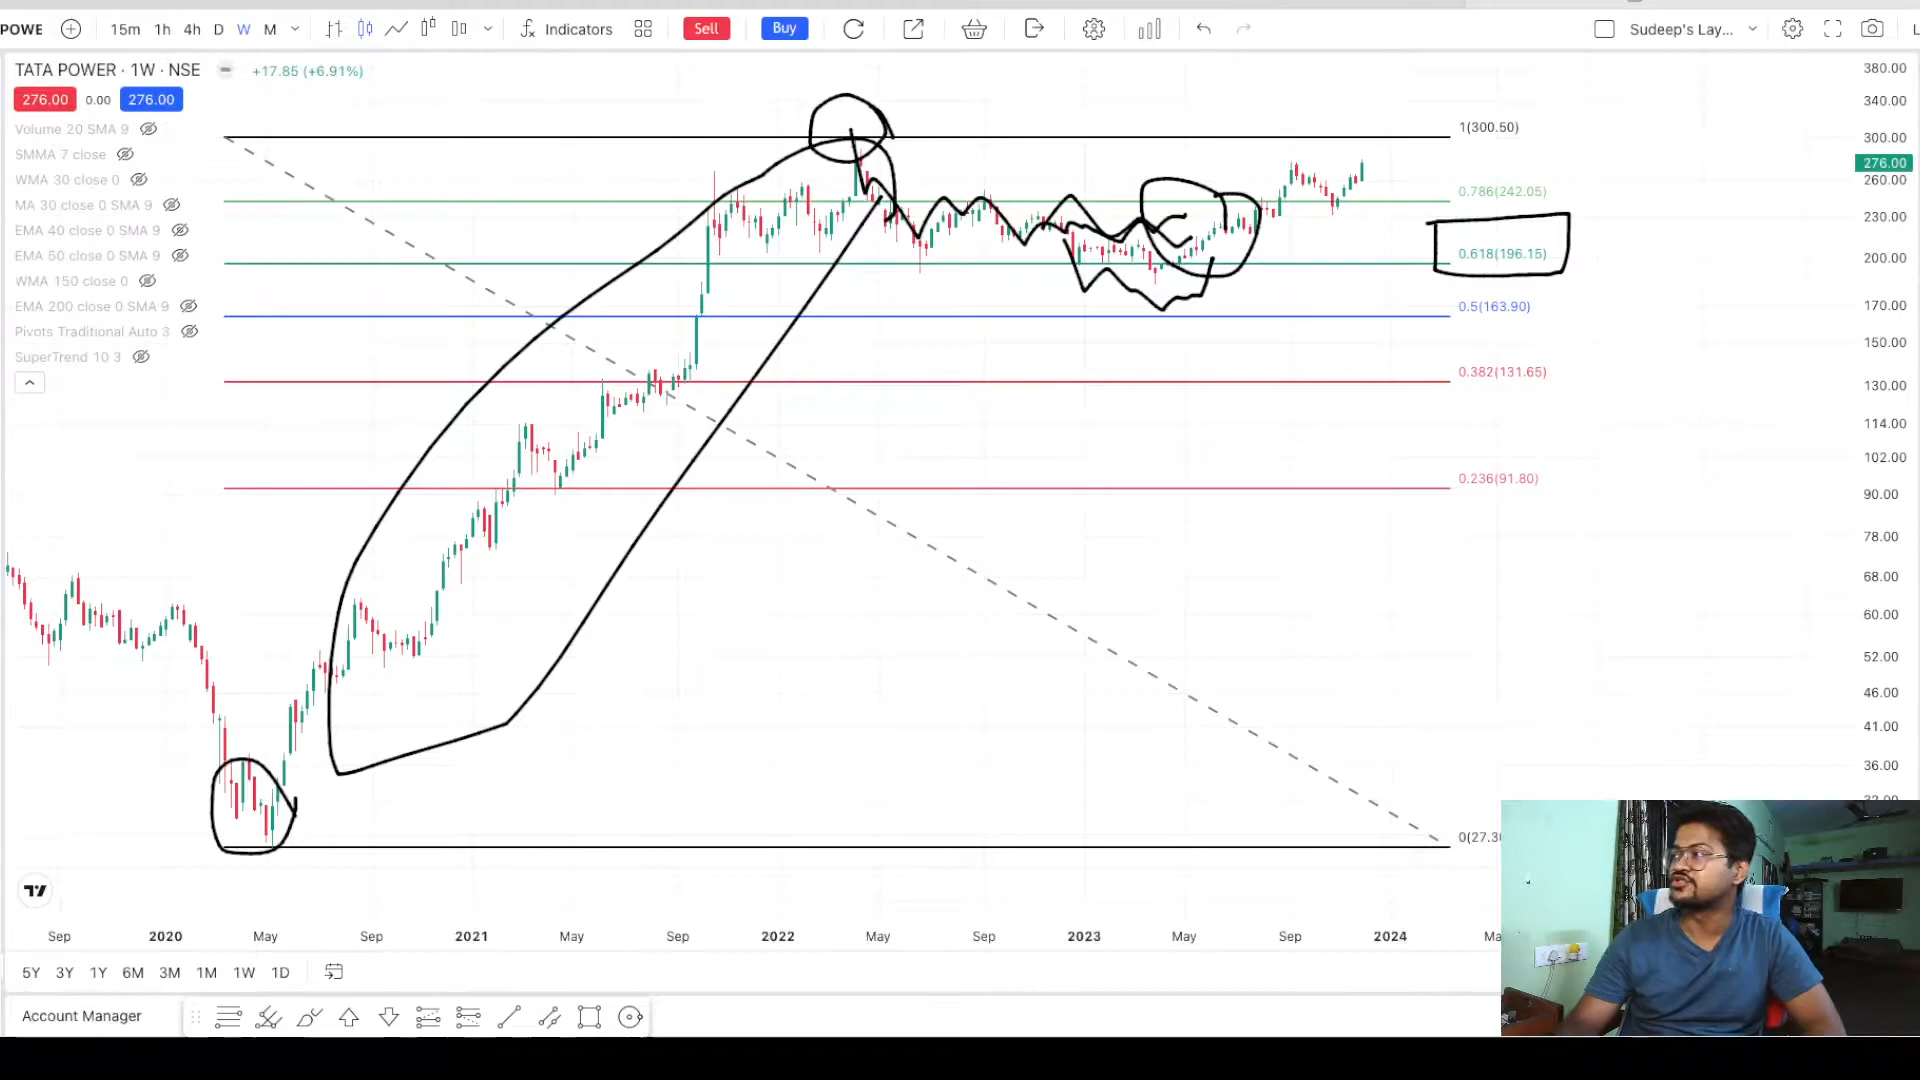 POWE 15m 1h 4h D W M Indicators Sell Buy Sudeep's Lay... L
TATA POWER · 1W · NSE +17.85 (+6.91%)
276.00 0.00 276.00
Volume 20 SMA 9
SMMA 7 close
WMA 30 close 0
MA 30 close 0 SMA 9
EMA 40 close 0 SMA 9
EMA 50 close 0 SMA 9
WMA 150 close 0
EMA 200 close 0 SMA 9
Pivots Traditional Auto 3
SuperTrend 10 3
1(300.50)
0.786(242.05)
0.618(196.15)
0.5(163.90)
0.382(131.65)
0.236(91.80)
0(27.3
380.00
340.00
300.00
276.00
260.00
230.00
200.00
170.00
150.00
130.00
114.00
102.00
90.00
78.00
68.00
60.00
52.00
46.00
41.00
36.00
Sep 2020 May Sep 2021 May Sep 2022 May Sep 2023 May Sep 2024 Ma
5Y 3Y 1Y 6M 3M 1M 1W 1D
Account Manager